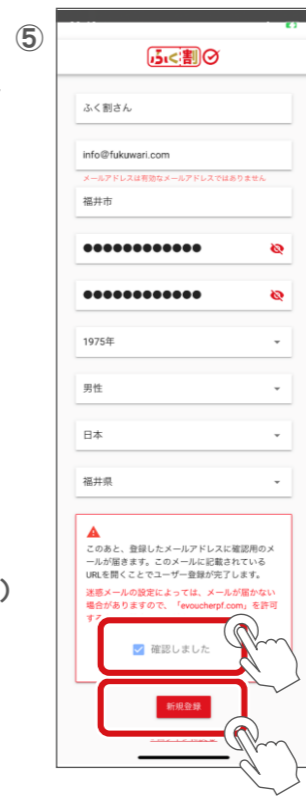 ⑤
ふく割
ふく割さん
info@fukuwari.com
メールアドレスは有効なメールアドレスではありません
福井市
●●●●●●●●●●●●
●●●●●●●●●●●●
1975年
男性
日本
福井県
このあと、登録したメールアドレスに確認用のメ
ールが届きます。このメールに記載されている
URLを開くことでユーザー登録が完了します。
迷惑メールの設定によっては、メールが届かない
場合がありますので、「evoucherpf.com」を許可
す
)
確認しました
新規登録